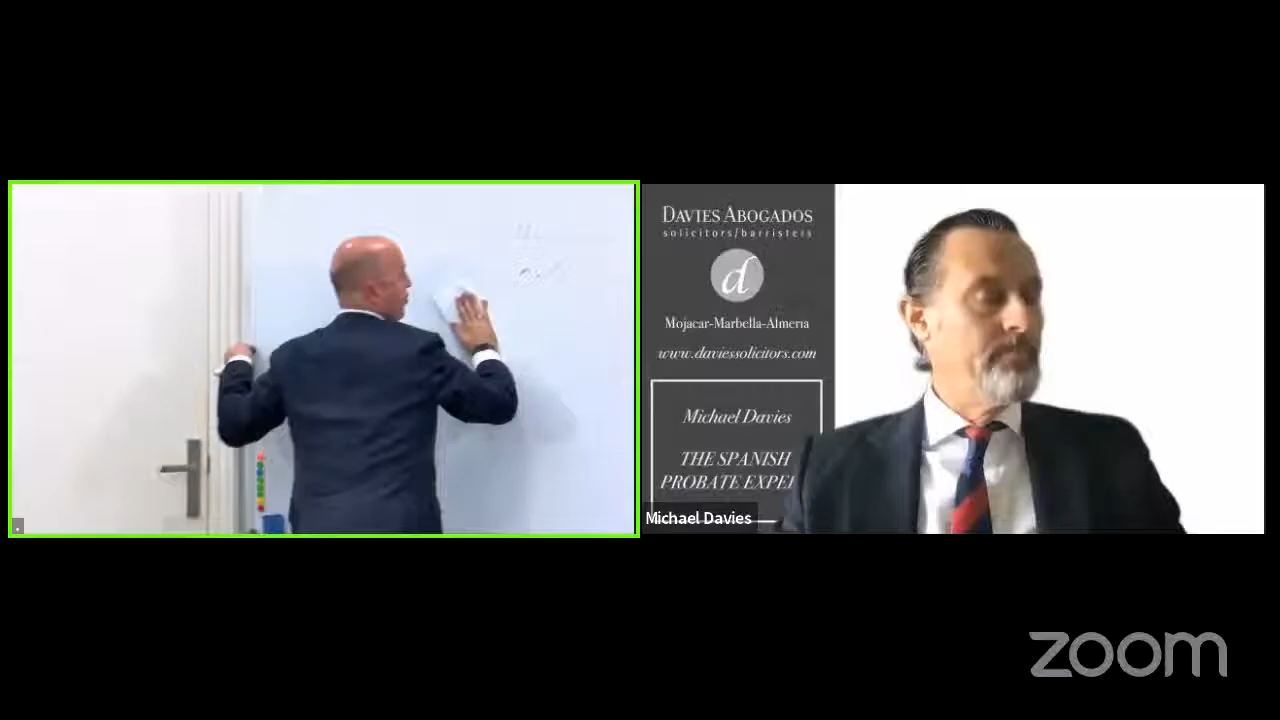 DAVIES ABOGADOS
solicitors/barristers
d
Mojacar-Marbella-Almeria
www.daviessolicitors.com
Michael Davies
THE SPANISH
PROBATE EXPE
Michael Davies
zoom